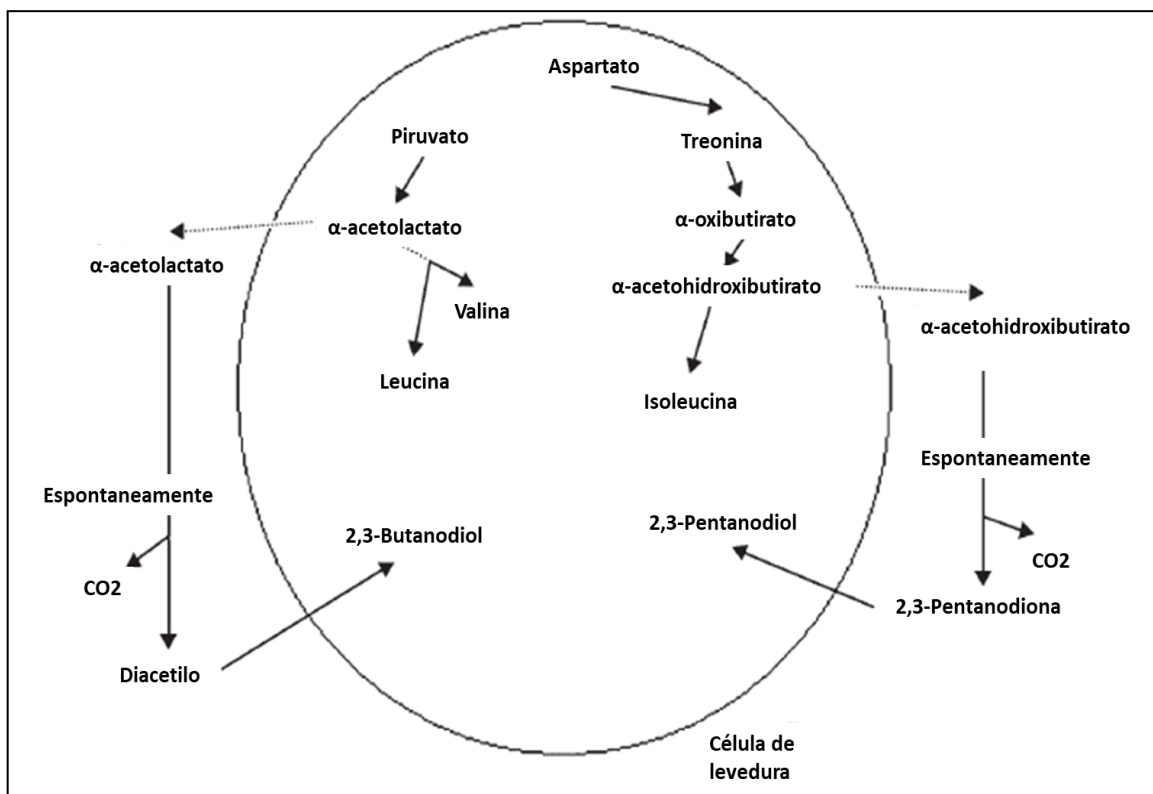 Aspartato
Piruvato
Treonina
α-acetolactato
α-oxibutirato
α-acetolactato
α-acetohidroxibutirato
Valina
α-acetohidroxibutirato
Leucina
Isoleucina
Espontaneamente
Espontaneamente
2,3-Butanodiol
2,3-Pentanodiol
CO2
CO2
2,3-Pentanodiona
Diacetilo
Célula de
levedura